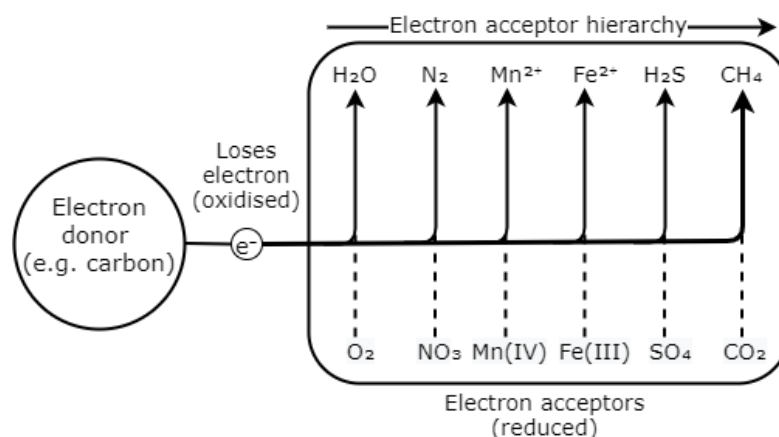 Electron acceptor hierarchy
H₂O N₂ Mn²⁺ Fe²⁺ H₂S CH₄
Loses
electron
(oxidised)
Electron
donor
(e.g. carbon)
e⁻
O₂ NO₃ Mn(IV) Fe(III) SO₄ CO₂
Electron acceptors
(reduced)